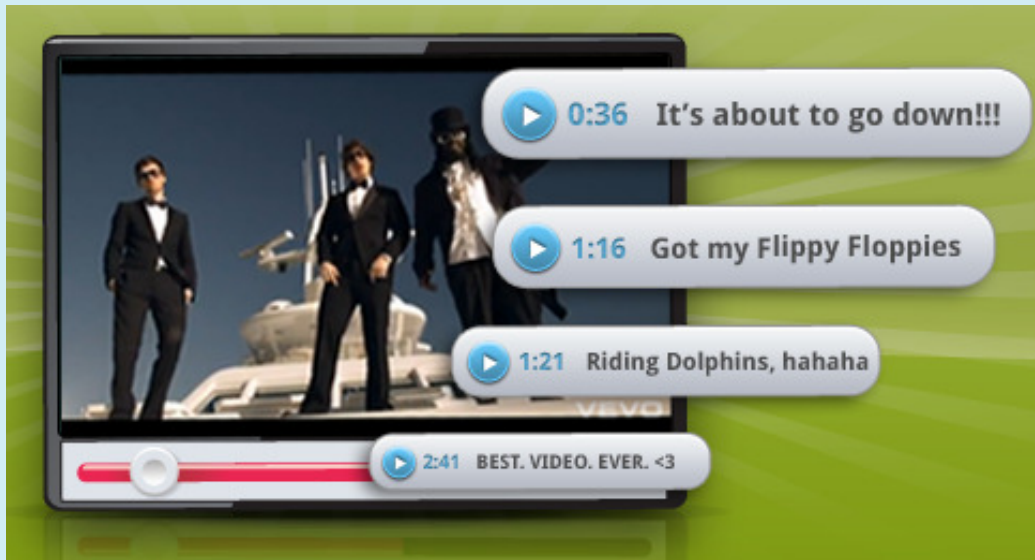 0:36 It's about to go down!!!
1:16 Got my Flippy Floppies
1:21 Riding Dolphins, hahaha
VEVO
2:41 BEST. VIDEO. EVER. <3